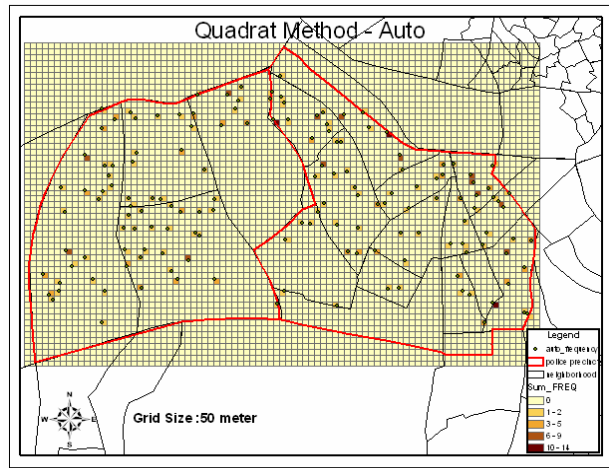 Quadrat Method - Auto
N
W
E
S
Grid Size :50 meter
Legend
auto_frequency
police precinct
neighborhood
Sum_FREQ
0
1 - 2
3 - 5
6 - 9
10 - 14